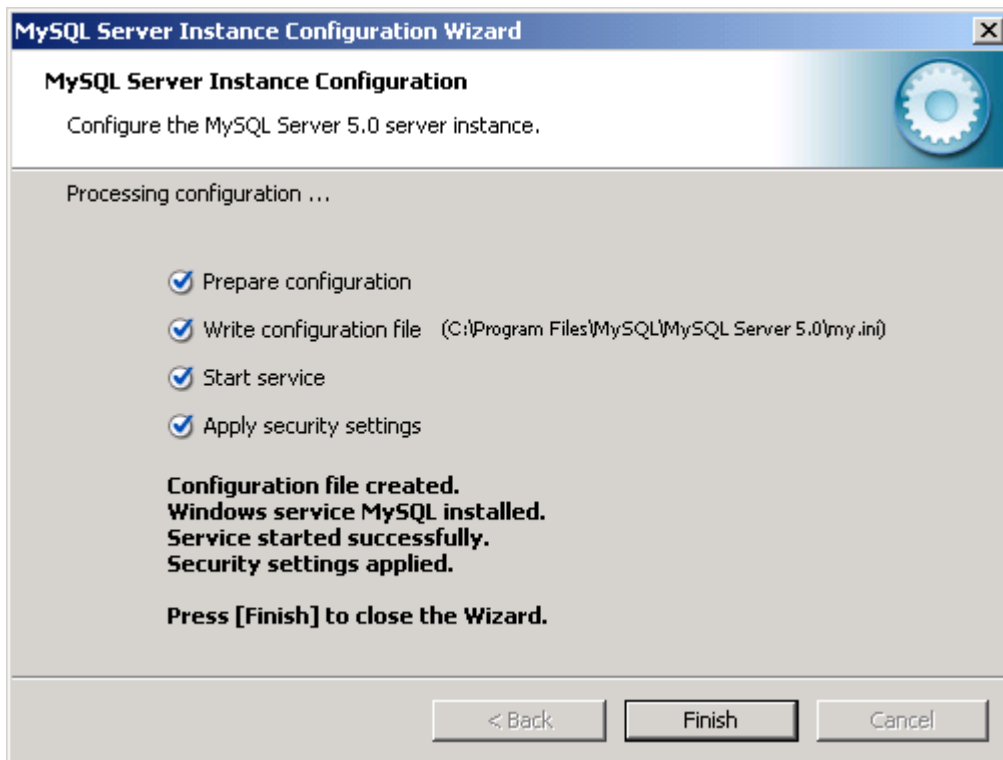 MySQL Server Instance Configuration Wizard
MySQL Server Instance Configuration
Configure the MySQL Server 5.0 server instance.
Processing configuration ...
Prepare configuration
Write configuration file (C:\Program Files\MySQL\MySQL Server 5.0\my.ini)
Start service
Apply security settings
Configuration file created.
Windows service MySQL installed.
Service started successfully.
Security settings applied.
Press [Finish] to close the Wizard.
< Back Finish Cancel